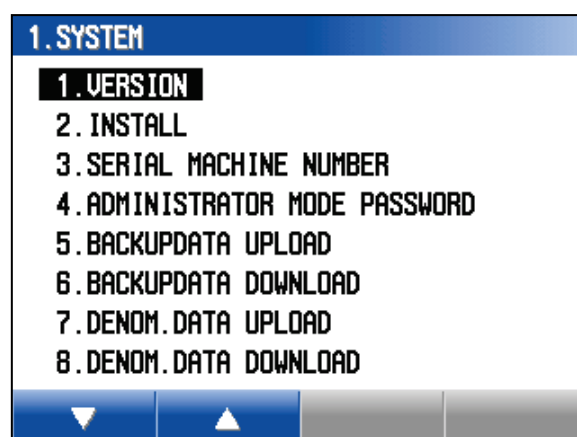 1.SYSTEM
1.VERSION
2.INSTALL
3.SERIAL MACHINE NUMBER
4.ADMINISTRATOR MODE PASSWORD
5.BACKUPDATA UPLOAD
6.BACKUPDATA DOWNLOAD
7.DENOM.DATA UPLOAD
8.DENOM.DATA DOWNLOAD